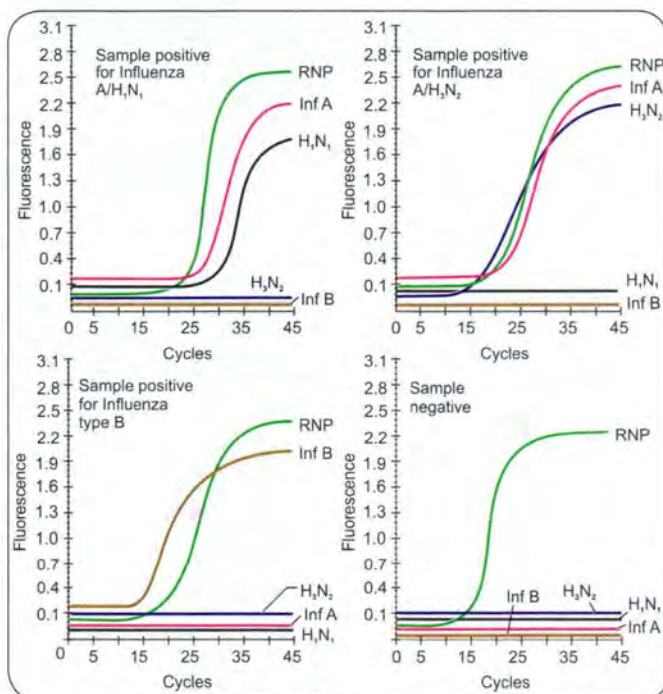 3.1
2.8
2.5
2.2
1.9
1.6
1.3
1.0
0.7
0.4
0.1
Fluorescence
Sample positive
for Influenza
A/H₁N₁
RNP
Inf A
H₁N₁
H₃N₂
Inf B
0 5 15 25 35 45
Cycles
3.1
2.8
2.5
2.2
1.9
1.6
1.3
1.0
0.7
0.4
0.1
Fluorescence
Sample positive
for Influenza
A/H₃N₂
RNP
Inf A
H₃N₂
H₁N₁
Inf B
0 5 15 25 35 45
Cycles
3.1
2.8
2.5
2.2
1.9
1.6
1.3
1.0
0.7
0.4
0.1
Fluorescence
Sample positive
for Influenza
type B
RNP
Inf B
H₃N₂
Inf A
H₁N₁
0 5 15 25 35 45
Cycles
3.1
2.8
2.5
2.2
1.9
1.6
1.3
1.0
0.7
0.4
0.1
Fluorescence
Sample
negative
RNP
Inf B
H₃N₂
H₁N₁
Inf A
0 5 15 25 35 45
Cycles